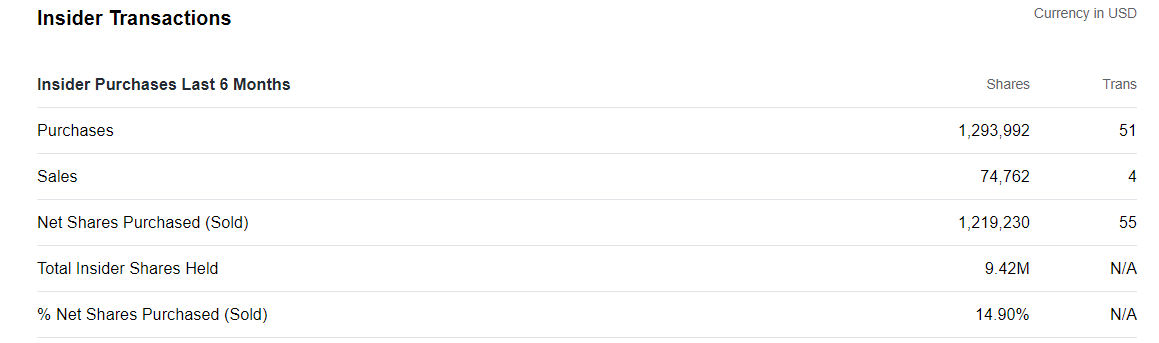 Insider Transactions Currency in USD
Insider Purchases Last 6 Months Shares Trans
Purchases 1,293,992 51
Sales 74,762 4
Net Shares Purchased (Sold) 1,219,230 55
Total Insider Shares Held 9.42M N/A
% Net Shares Purchased (Sold) 14.90% N/A